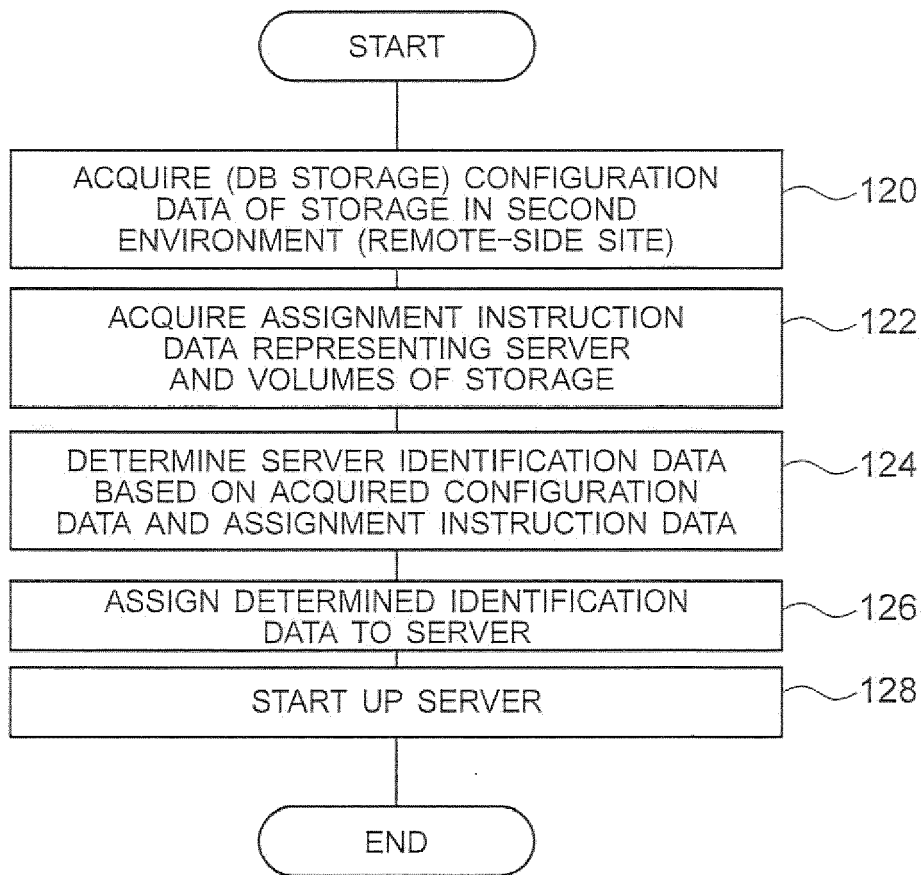 START
ACQUIRE (DB STORAGE) CONFIGURATION
DATA OF STORAGE IN SECOND
ENVIRONMENT (REMOTE-SIDE SITE)
120
ACQUIRE ASSIGNMENT INSTRUCTION
DATA REPRESENTING SERVER
AND VOLUMES OF STORAGE
122
DETERMINE SERVER IDENTIFICATION DATA
BASED ON ACQUIRED CONFIGURATION
DATA AND ASSIGNMENT INSTRUCTION DATA
124
ASSIGN DETERMINED IDENTIFICATION
DATA TO SERVER
126
START UP SERVER
128
END